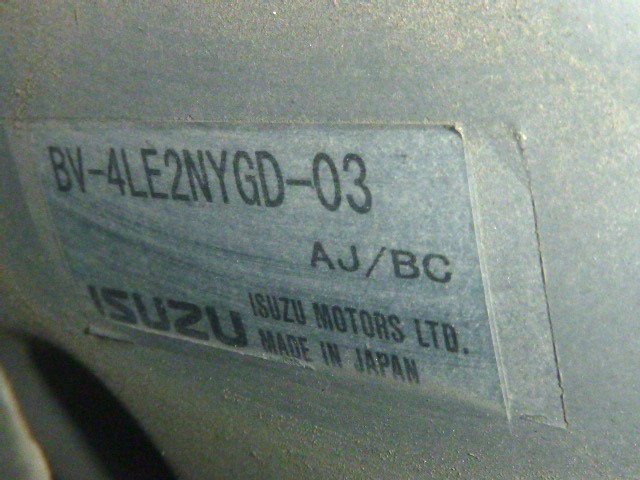 BV-4LE2NYGD-03
AJ/BC
ISUZU
ISUZU MOTORS LTD.
MADE IN JAPAN